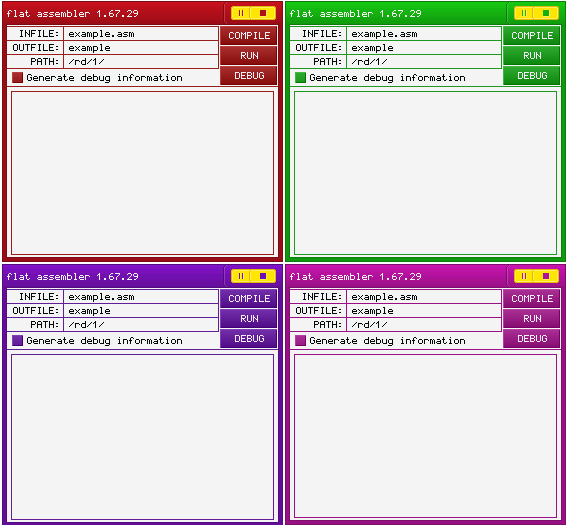 flat assembler 1.67.29
INFILE: example.asm COMPILE
OUTFILE: example RUN
PATH: /rd/1/
Generate debug information DEBUG
flat assembler 1.67.29
INFILE: example.asm COMPILE
OUTFILE: example RUN
PATH: /rd/1/
Generate debug information DEBUG
flat assembler 1.67.29
INFILE: example.asm COMPILE
OUTFILE: example RUN
PATH: /rd/1/
Generate debug information DEBUG
flat assembler 1.67.29
INFILE: example.asm COMPILE
OUTFILE: example RUN
PATH: /rd/1/
Generate debug information DEBUG